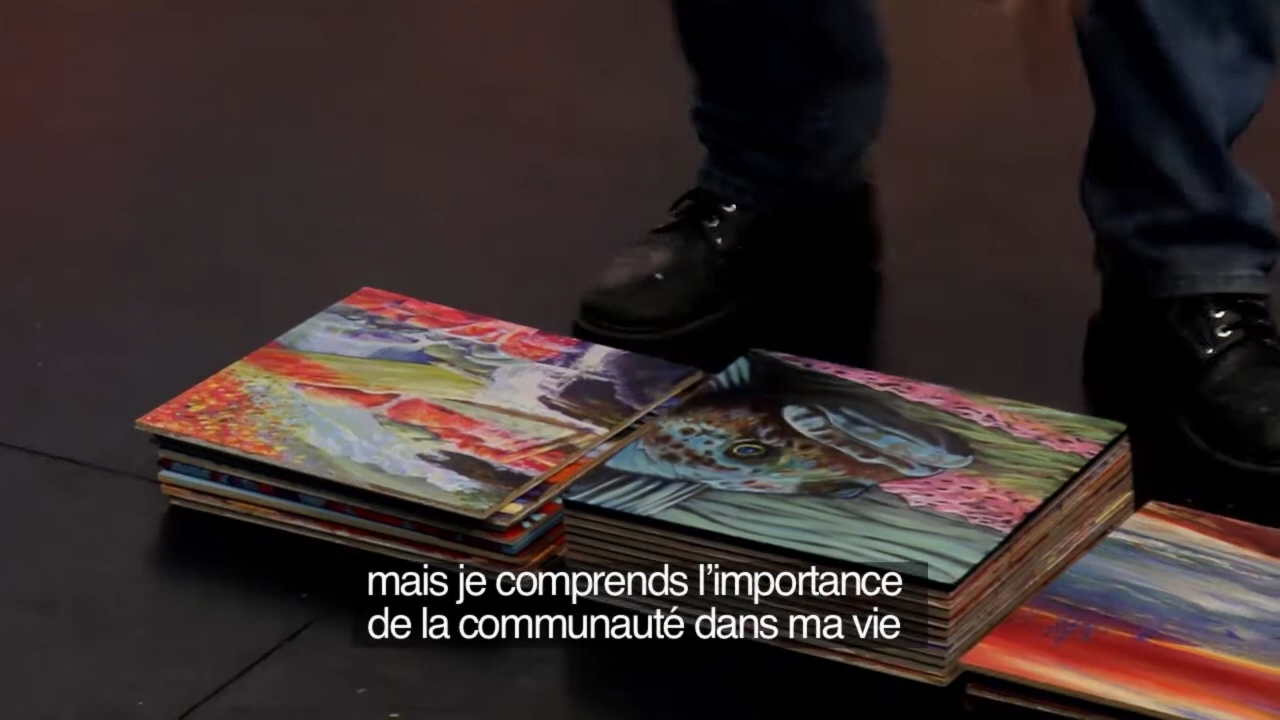 mais je comprends l’importance
de la communauté dans ma vie